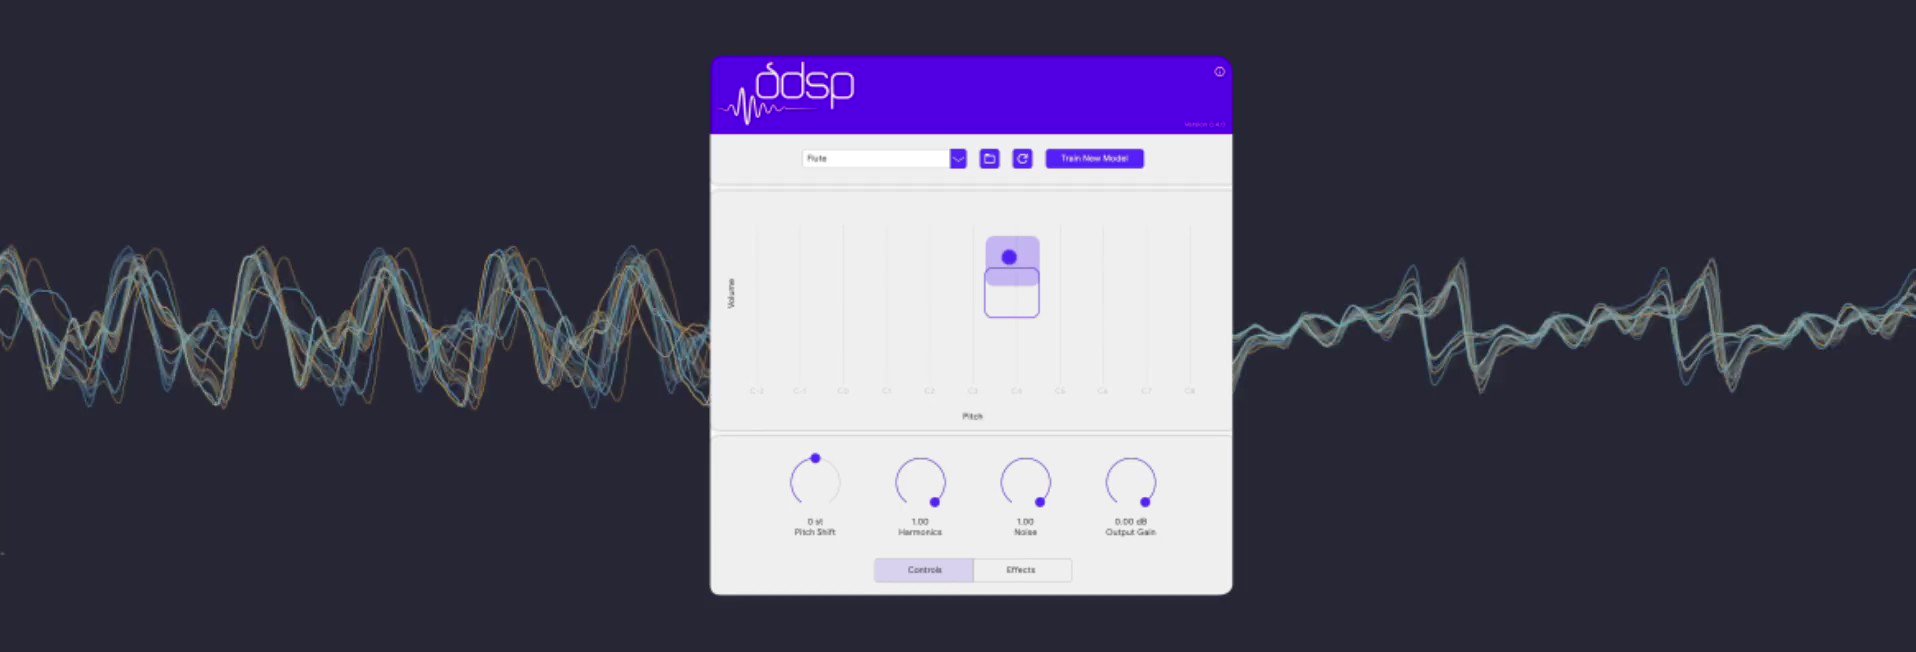 ddsp
Flute
Train New Model
Volume
C-2 C-1 C0 C1 C2 C3 C4 C5 C6 C7 C8
Pitch
0 st 1.00 1.00 0.00 dB
Pitch Shift Harmonics Noise Output Gain
Controls Effects